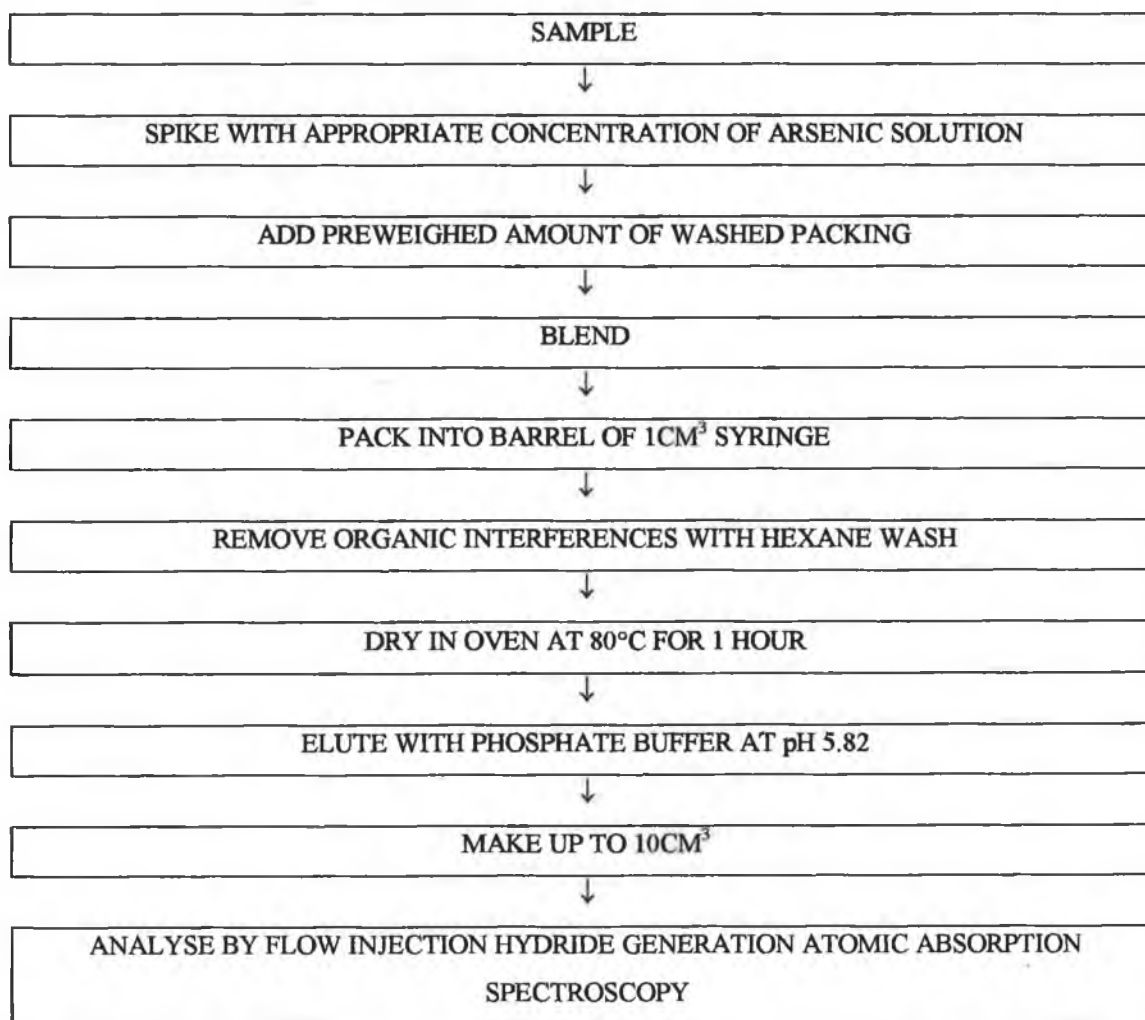 SAMPLE
↓
SPIKE WITH APPROPRIATE CONCENTRATION OF ARSENIC SOLUTION
↓
ADD PREWEIGHED AMOUNT OF WASHED PACKING
↓
BLEND
↓
PACK INTO BARREL OF 1CM³ SYRINGE
↓
REMOVE ORGANIC INTERFERENCES WITH HEXANE WASH
↓
DRY IN OVEN AT 80°C FOR 1 HOUR
↓
ELUTE WITH PHOSPHATE BUFFER AT pH 5.82
↓
MAKE UP TO 10CM³
↓
ANALYSE BY FLOW INJECTION HYDRIDE GENERATION ATOMIC ABSORPTION
SPECTROSCOPY